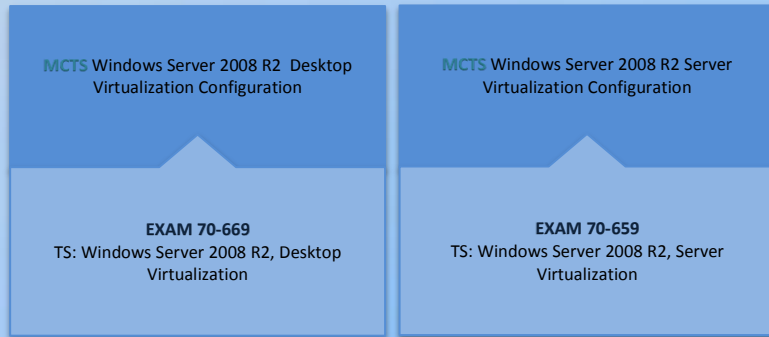 MCTS Windows Server 2008 R2 Desktop
Virtualization Configuration
EXAM 70-669
TS: Windows Server 2008 R2, Desktop
Virtualization
MCTS Windows Server 2008 R2 Server
Virtualization Configuration
EXAM 70-659
TS: Windows Server 2008 R2, Server
Virtualization